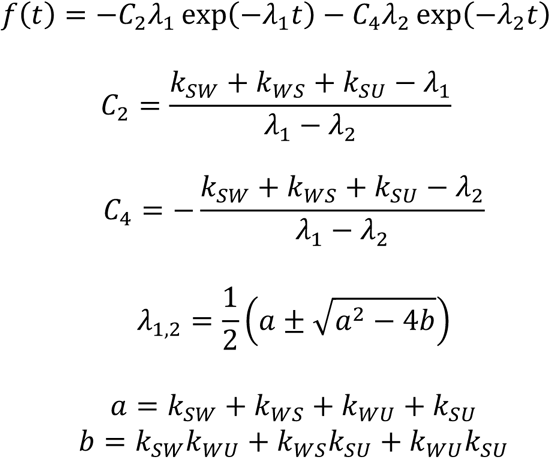 f(t) = −C₂λ₁ exp(−λ₁t) − C₄λ₂ exp(−λ₂t)
C₂ = (k_SW + k_WS + k_SU − λ₁) / (λ₁ − λ₂)
C₄ = − (k_SW + k_WS + k_SU − λ₂) / (λ₁ − λ₂)
λ₁,₂ = 1/2 (a ± √(a² − 4b))
a = k_SW + k_WS + k_WU + k_SU
b = k_SW k_WU + k_WS k_SU + k_WU k_SU